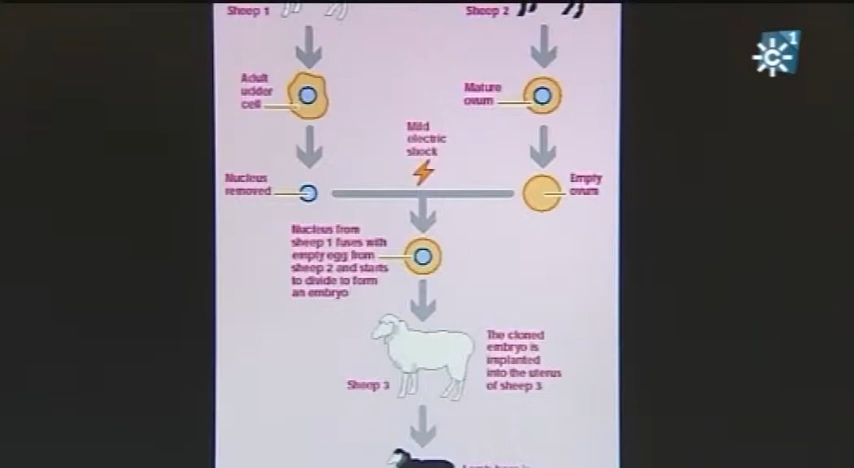 Sheep 1
Sheep 2
Adult
udder
cell
Mature
ovum
Mild
electric
shock
Nucleus
removed
Empty
ovum
Nucleus from
sheep 1 fuses with
empty egg from
sheep 2 and starts
to divide to form
an embryo
The cloned
embryo is
implanted
into the uterus
of sheep 3
Sheep 3
C 1